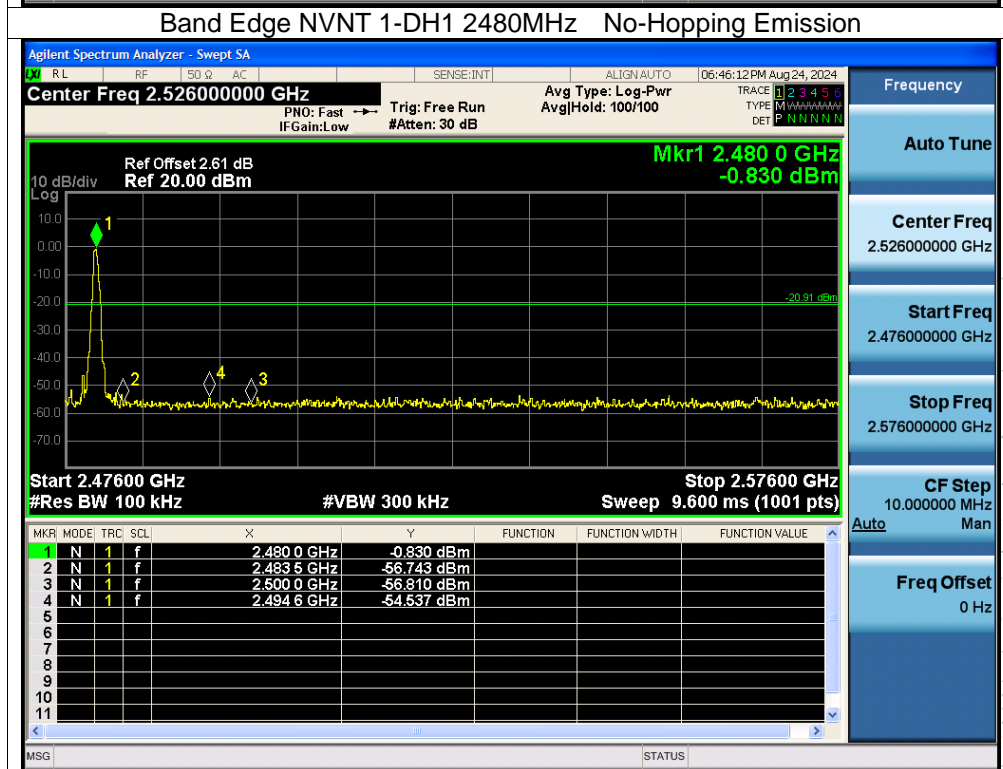 Band Edge NVNT 1-DH1 2480MHz No-Hopping Emission
Agilent Spectrum Analyzer - Swept SA
LXI RL RF 50 Ω AC SENSE:INT ALIGN AUTO 06:46:12 PM Aug 24, 2024
Center Freq 2.526000000 GHz
PNO: Fast
IFGain:Low
Trig: Free Run
#Atten: 30 dB
Avg Type: Log-Pwr
Avg|Hold: 100/100
TRACE 1 2 3 4 5 6
TYPE M WWWWW
DET P N N N N N
Ref Offset 2.61 dB
10 dB/div Ref 20.00 dBm
Log
Mkr1 2.480 0 GHz
-0.830 dBm
10.0
0.00
-10.0
-20.0
-30.0
-40.0
-50.0
-60.0
-70.0
-20.91 dBm
1
2
4
3
Start 2.47600 GHz Stop 2.57600 GHz
#Res BW 100 kHz #VBW 300 kHz Sweep 9.600 ms (1001 pts)
MKR MODE TRC SCL X Y FUNCTION FUNCTION WIDTH FUNCTION VALUE
1 N 1 f 2.480 0 GHz -0.830 dBm
2 N 1 f 2.483 5 GHz -56.743 dBm
3 N 1 f 2.500 0 GHz -56.810 dBm
4 N 1 f 2.494 6 GHz -54.537 dBm
5
6
7
8
9
10
11
MSG STATUS
Frequency
Auto Tune
Center Freq
2.526000000 GHz
Start Freq
2.476000000 GHz
Stop Freq
2.576000000 GHz
CF Step
10.000000 MHz
Auto Man
Freq Offset
0 Hz